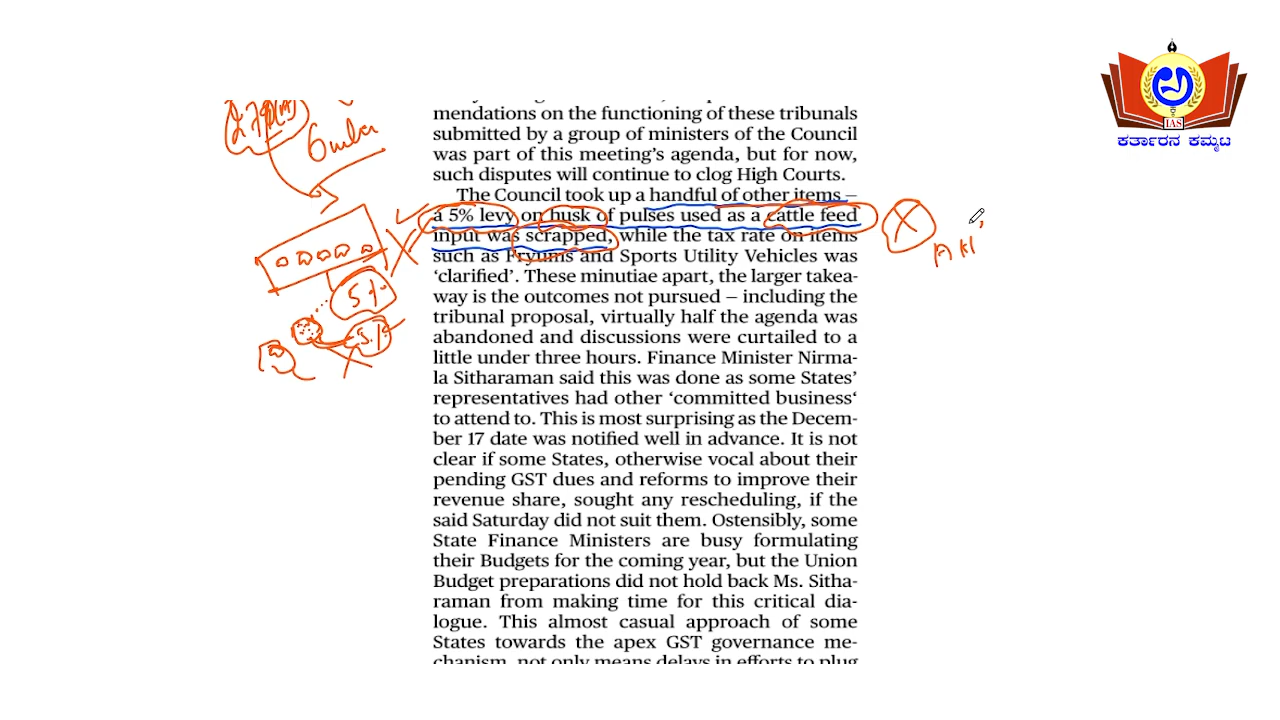 mendations on the functioning of these tribunals
submitted by a group of ministers of the Council
was part of this meeting's agenda, but for now,
such disputes will continue to clog High Courts.
The Council took up a handful of other items –
a 5% levy on husk of pulses used as a cattle feed
input was scrapped, while the tax rate on items
such as Fryums and Sports Utility Vehicles was
'clarified'. These minutiae apart, the larger takea-
way is the outcomes not pursued – including the
tribunal proposal, virtually half the agenda was
abandoned and discussions were curtailed to a
little under three hours. Finance Minister Nirma-
la Sitharaman said this was done as some States'
representatives had other 'committed business'
to attend to. This is most surprising as the Decem-
ber 17 date was notified well in advance. It is not
clear if some States, otherwise vocal about their
pending GST dues and reforms to improve their
revenue share, sought any rescheduling, if the
said Saturday did not suit them. Ostensibly, some
State Finance Ministers are busy formulating
their Budgets for the coming year, but the Union
Budget preparations did not hold back Ms. Sitha-
raman from making time for this critical dia-
logue. This almost casual approach of some
States towards the apex GST governance me-
chanism, not only means delays in efforts to plug
5%
5%
IAS
ಕರ್ತಾರನ ಕಮ್ಮಟ